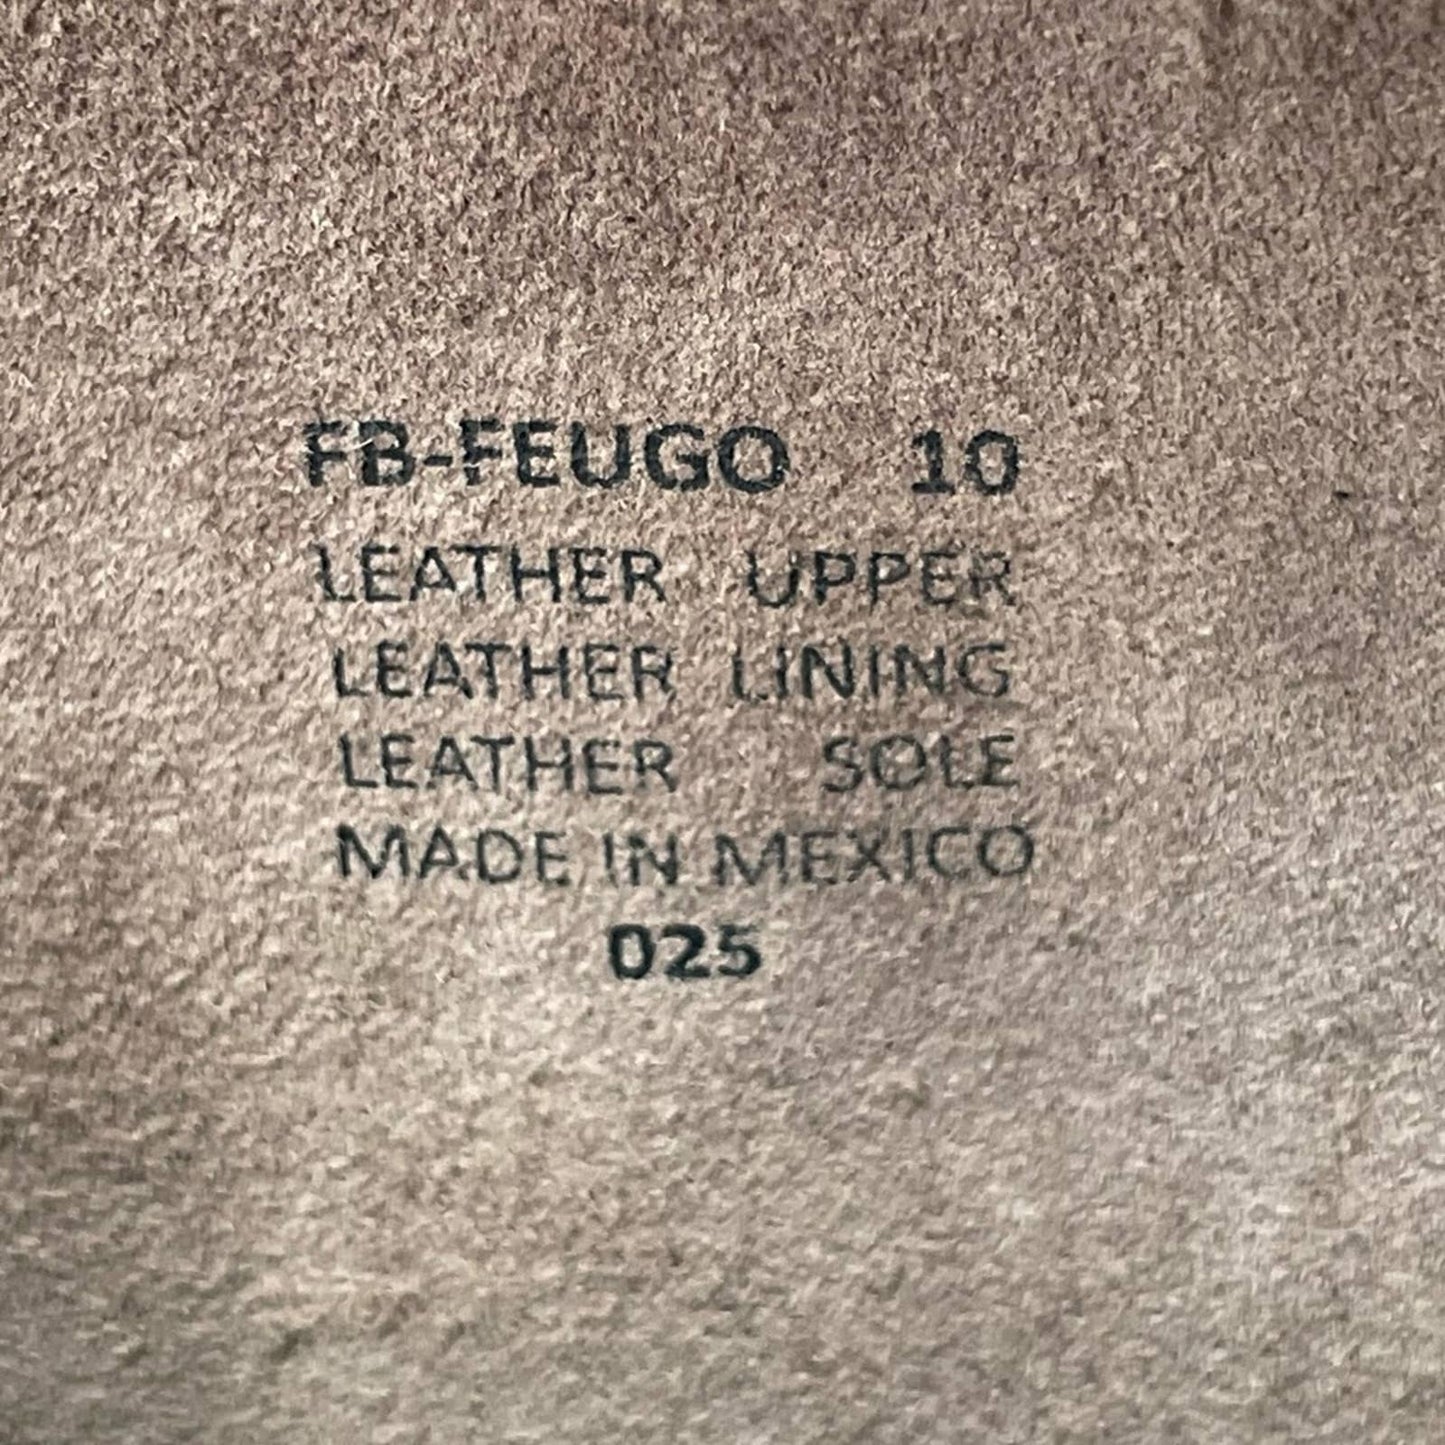 FB-FEUGO 10
LEATHER UPPER
LEATHER LINING
LEATHER SOLE
MADE IN MEXICO
025